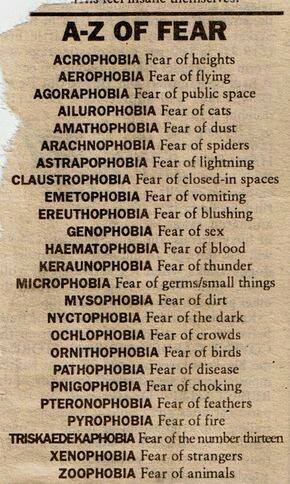 feel insane themselves.
A-Z OF FEAR
ACROPHOBIA Fear of heights
AEROPHOBIA Fear of flying
AGORAPHOBIA Fear of public space
AILUROPHOBIA Fear of cats
AMATHOPHOBIA Fear of dust
ARACHNOPHOBIA Fear of spiders
ASTRAPOPHOBIA Fear of lightning
CLAUSTROPHOBIA Fear of closed-in spaces
EMETOPHOBIA Fear of vomiting
EREUTHOPHOBIA Fear of blushing
GENOPHOBIA Fear of sex
HAEMATOPHOBIA Fear of blood
KERAUNOPHOBIA Fear of thunder
MICROPHOBIA Fear of germs/small things
MYSOPHOBIA Fear of dirt
NYCTOPHOBIA Fear of the dark
OCHLOPHOBIA Fear of crowds
ORNITHOPHOBIA Fear of birds
PATHOPHOBIA Fear of disease
PNIGOPHOBIA Fear of choking
PTERONOPHOBIA Fear of feathers
PYROPHOBIA Fear of fire
TRISKAEDEKAPHOBIA Fear of the number thirteen
XENOPHOBIA Fear of strangers
ZOOPHOBIA Fear of animals